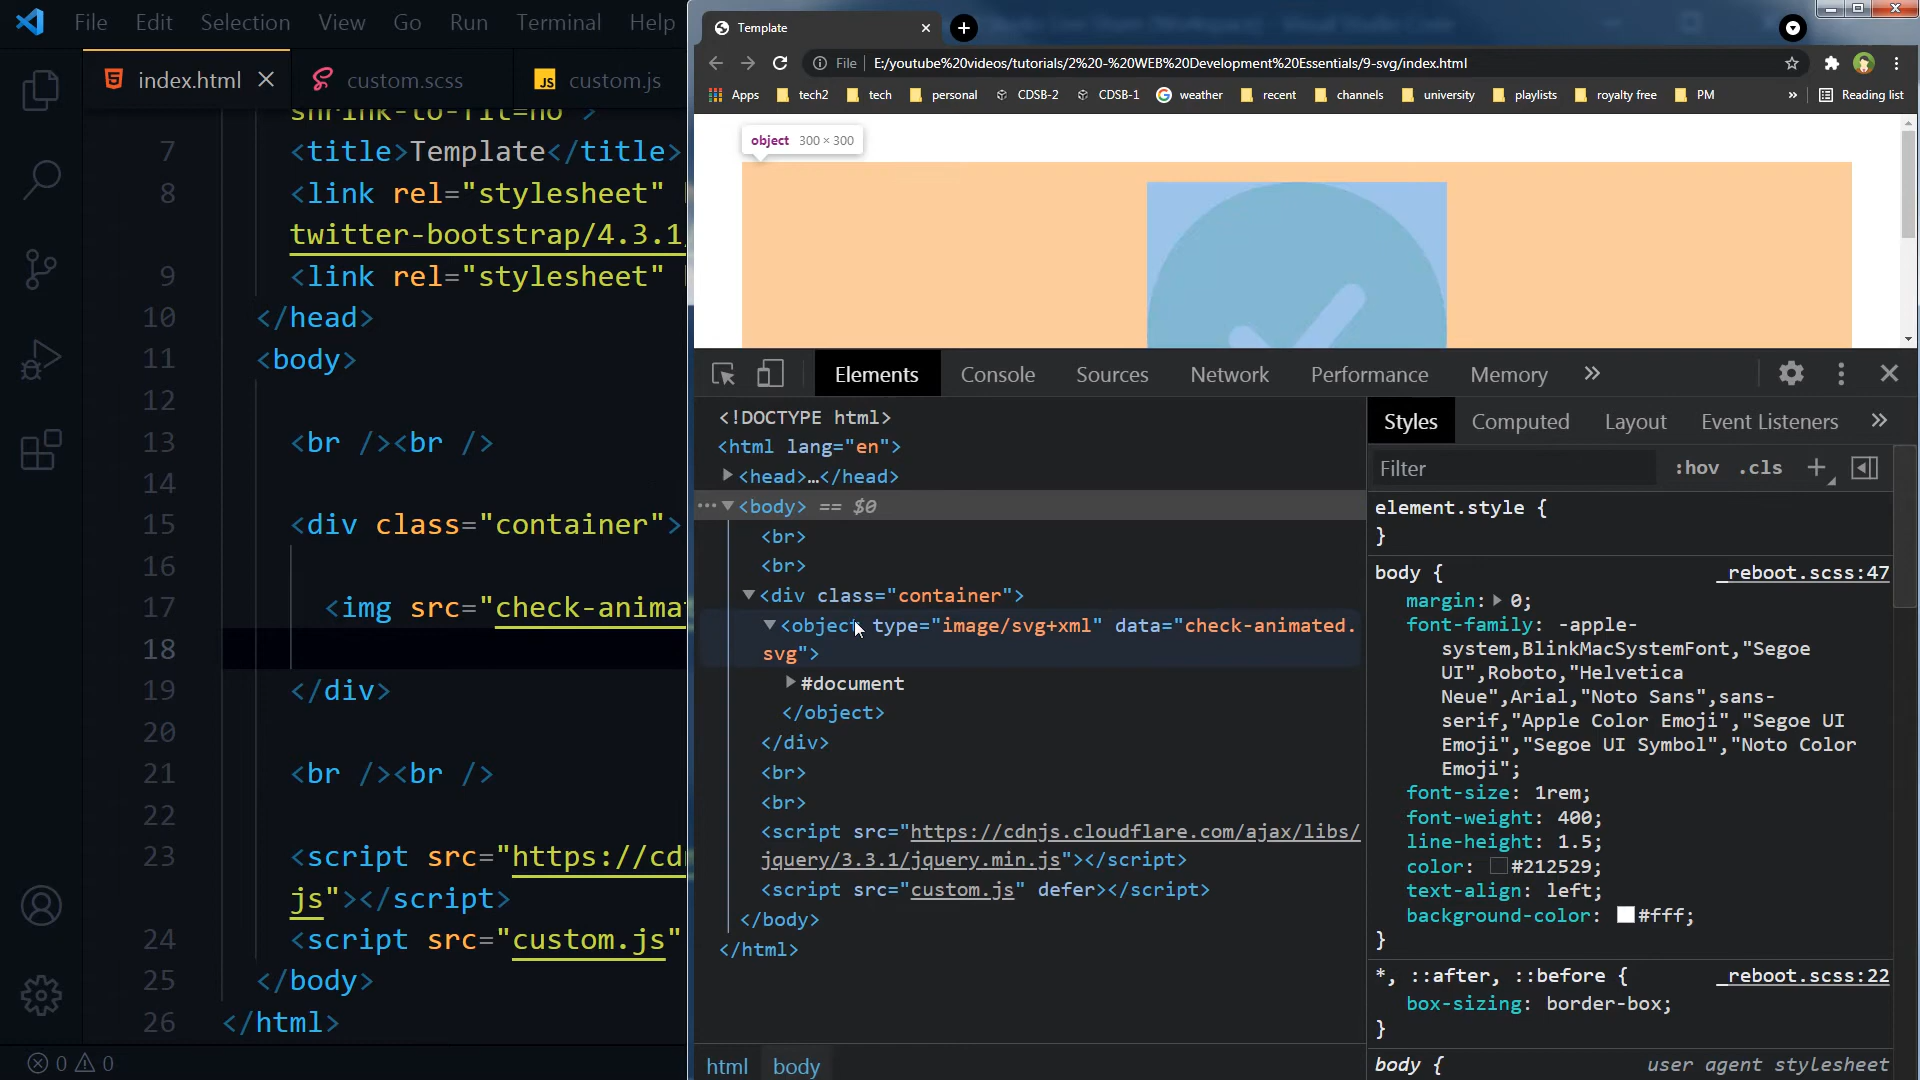 File Edit Selection View Go Run Terminal Help
index.html custom.scss custom.js
shrink-to-fit=no">
7 <title>Template</title>
8 <link rel="stylesheet"
twitter-bootstrap/4.3.1/
9 <link rel="stylesheet"
10 </head>
11 <body>
12
13 <br /><br />
14
15 <div class="container">
16
17 <img src="check-animat
18
19 </div>
20
21 <br /><br />
22
23 <script src="https://cdn
js"></script>
24 <script src="custom.js"
25 </body>
26 </html>
0 0
Template
File E:/youtube%20videos/tutorials/2%20-%20WEB%20Development%20Essentials/9-svg/index.html
Apps tech2 tech personal CDSB-2 CDSB-1 weather recent channels university playlists royalty free PM » Reading list
object 300 × 300
Elements Console Sources Network Performance Memory »
<!DOCTYPE html>
<html lang="en">
<head>…</head>
<body> == $0
<br>
<br>
<div class="container">
<object type="image/svg+xml" data="check-animated.
svg">
#document
</object>
</div>
<br>
<br>
<script src="https://cdnjs.cloudflare.com/ajax/libs/
jquery/3.3.1/jquery.min.js"></script>
<script src="custom.js" defer></script>
</body>
</html>
html body
Styles Computed Layout Event Listeners »
Filter :hov .cls +
element.style {
}
body { _reboot.scss:47
margin: 0;
font-family: -apple-
system,BlinkMacSystemFont,"Segoe
UI",Roboto,"Helvetica
Neue",Arial,"Noto Sans",sans-
serif,"Apple Color Emoji","Segoe UI
Emoji","Segoe UI Symbol","Noto Color
Emoji";
font-size: 1rem;
font-weight: 400;
line-height: 1.5;
color: #212529;
text-align: left;
background-color: #fff;
}
*, ::after, ::before { _reboot.scss:22
box-sizing: border-box;
}
body { user agent stylesheet